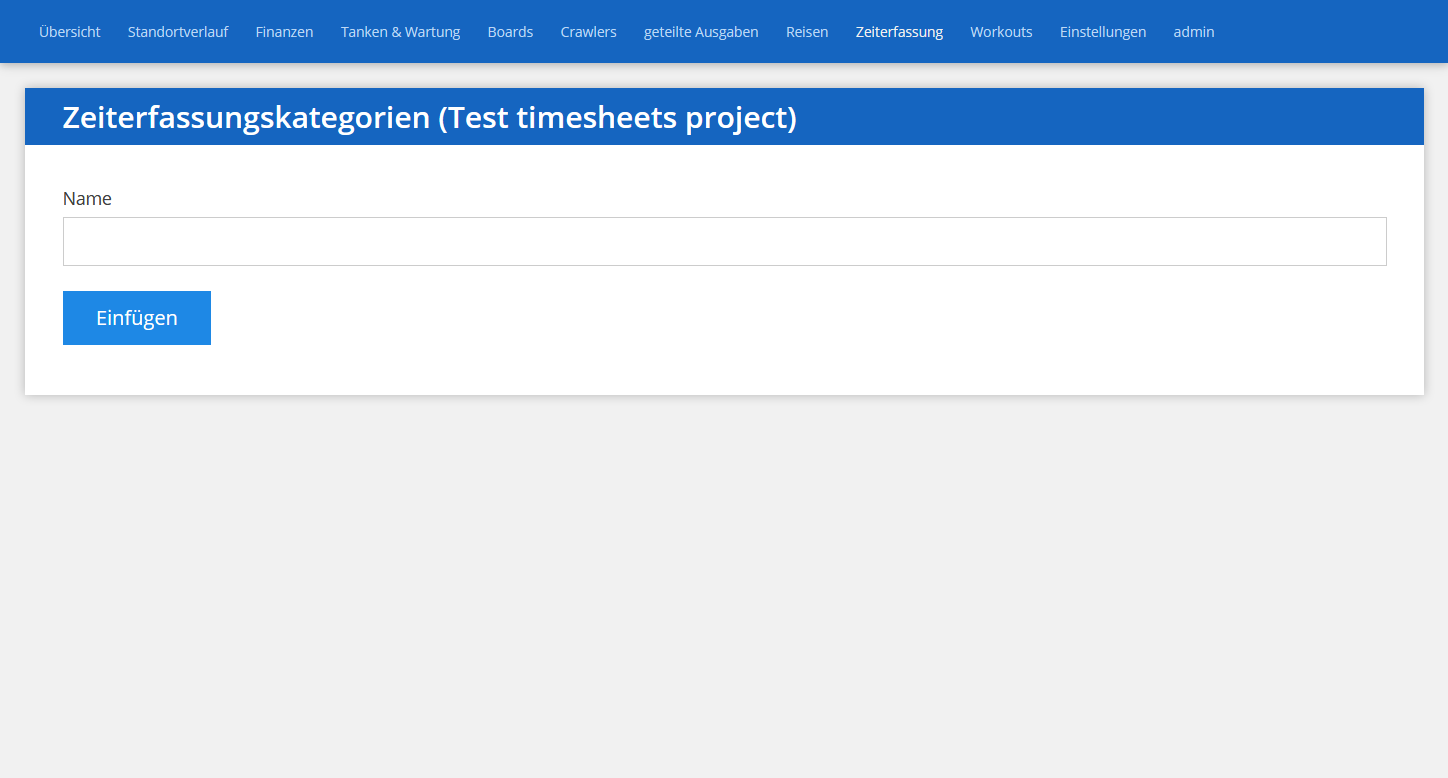 Übersicht Standortverlauf Finanzen Tanken & Wartung Boards Crawlers geteilte Ausgaben Reisen Zeiterfassung Workouts Einstellungen admin
Zeiterfassungskategorien (Test timesheets project)
Name
Einfügen